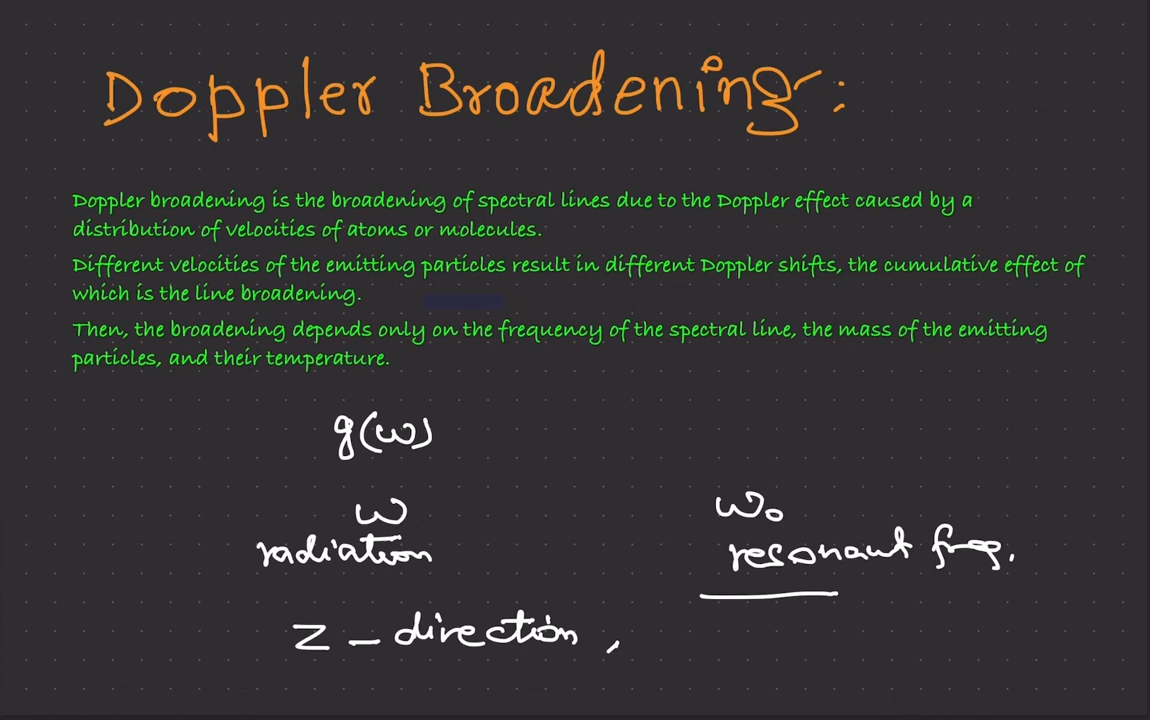 Doppler Broadening:
Doppler broadening is the broadening of spectral lines due to the Doppler effect caused by a
distribution of velocities of atoms or molecules.
Different velocities of the emitting particles result in different Doppler shifts, the cumulative effect of
which is the line broadening.
Then, the broadening depends only on the frequency of the spectral line, the mass of the emitting
particles, and their temperature.
g(ω)
ω ω₀
radiation resonant freq.
z - direction,